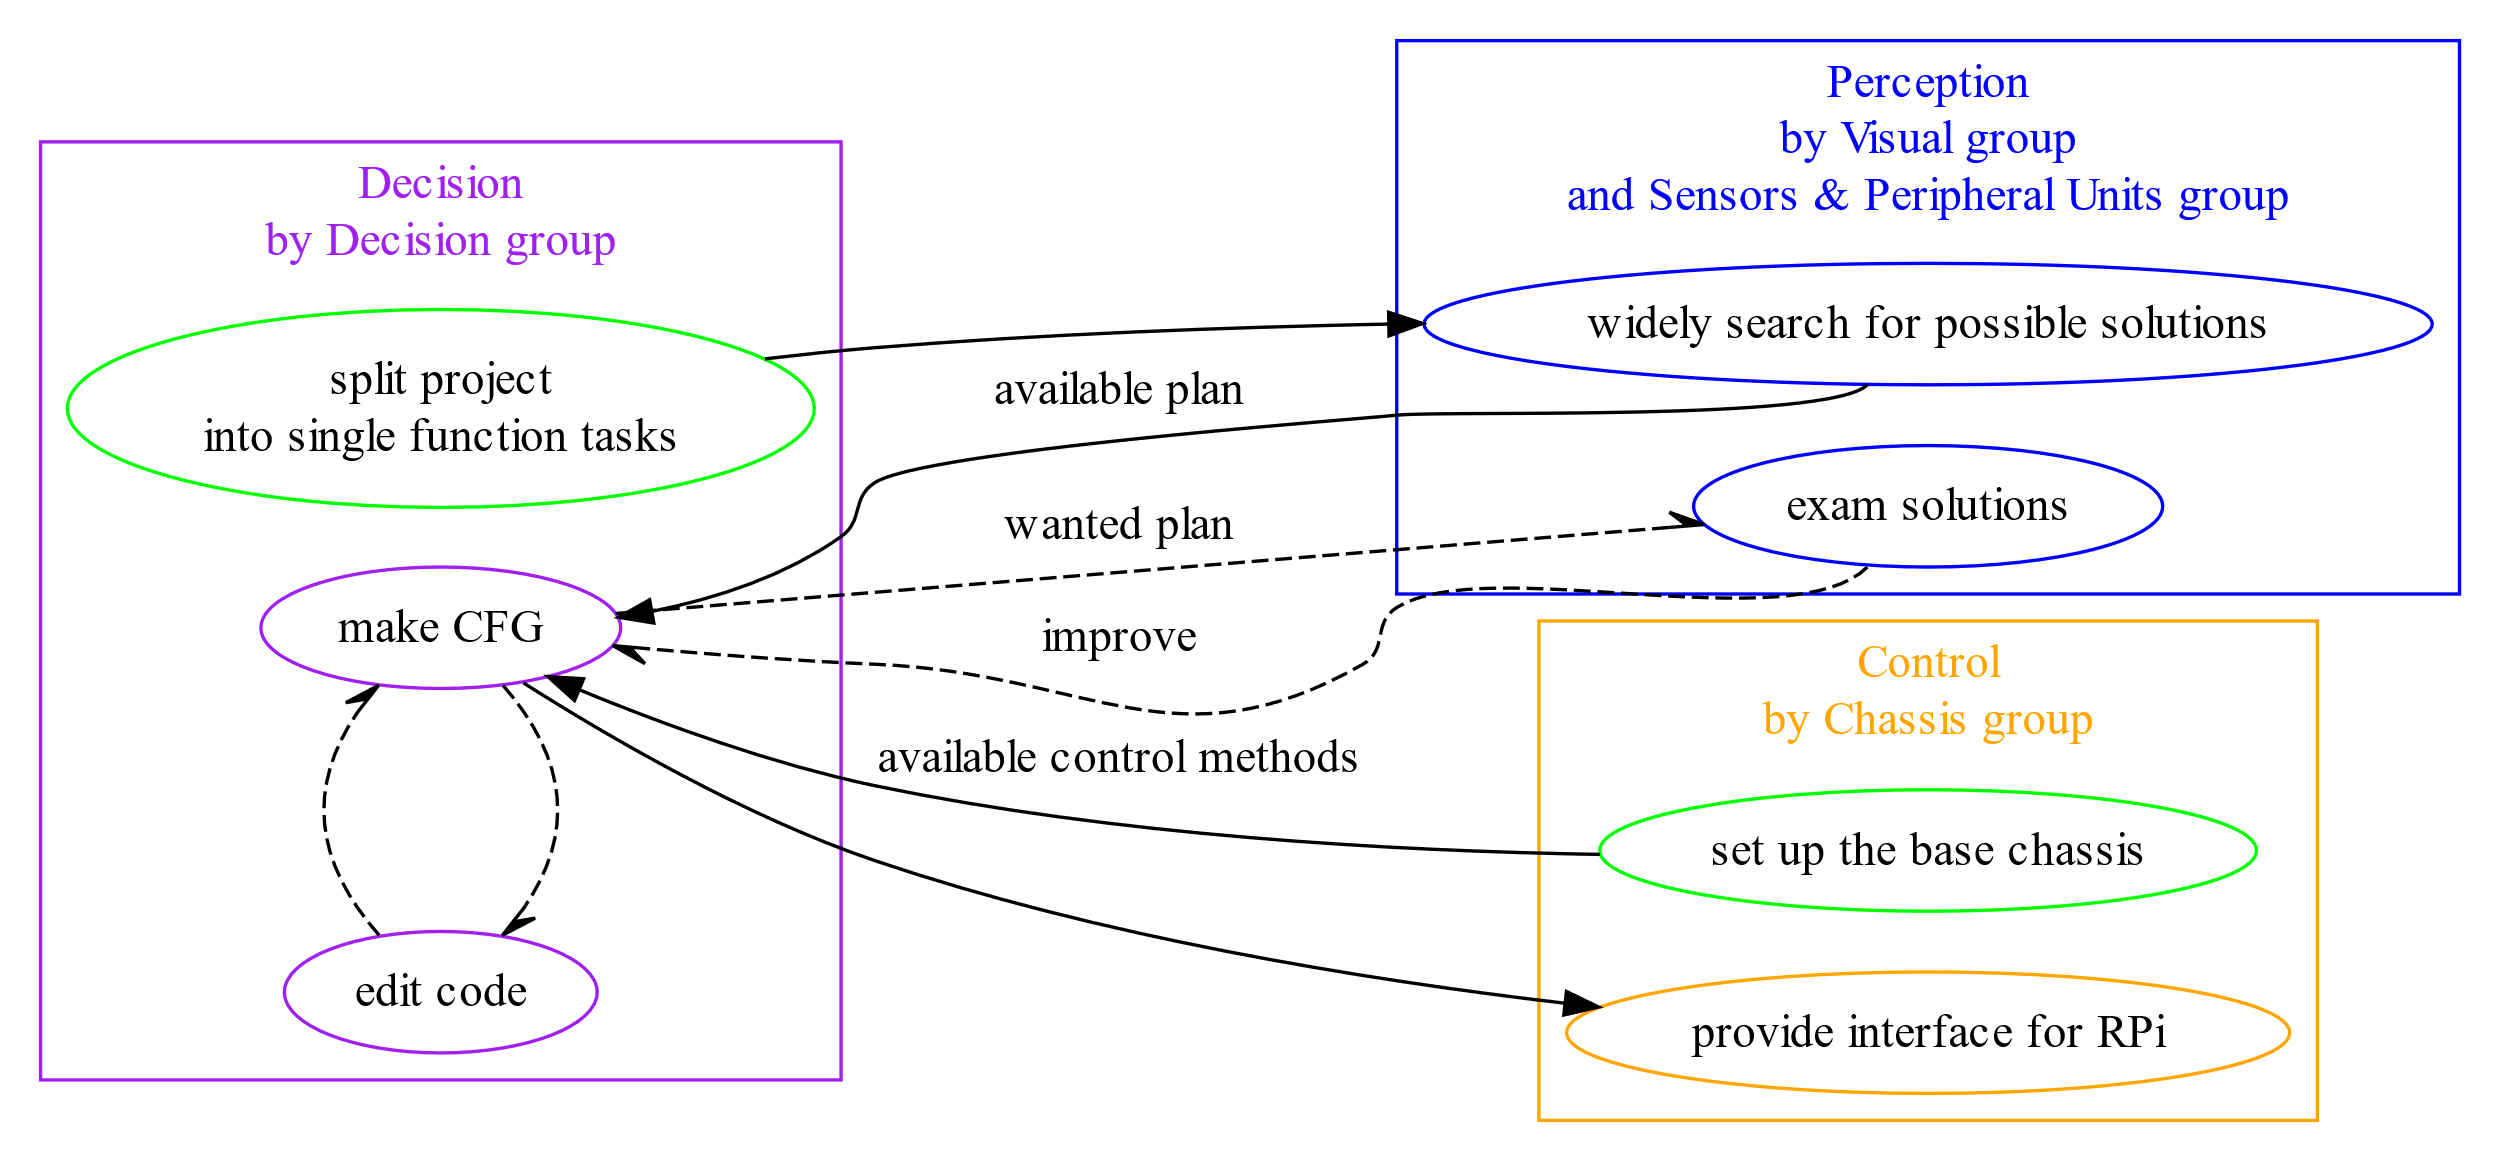 Decision
by Decision group
split project
into single function tasks
make CFG
edit code
available plan
wanted plan
improve
available control methods
Perception
by Visual group
and Sensors & Peripheral Units group
widely search for possible solutions
exam solutions
Control
by Chassis group
set up the base chassis
provide interface for RPi